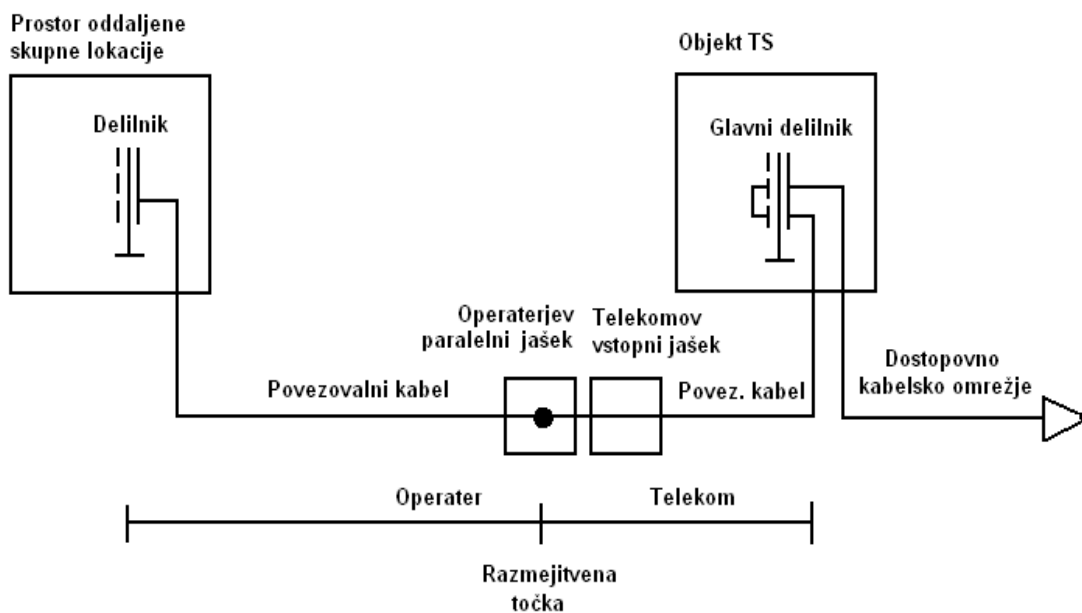 Prostor oddaljene
skupne lokacije
Objekt TS
Delilnik
Glavni delilnik
Operaterjev
paralelni jašek
Telekomov
vstopni jašek
Dostopovno
kabelsko omrežje
Povezovalni kabel
Povez. kabel
Operater
Telekom
Razmejitvena
točka